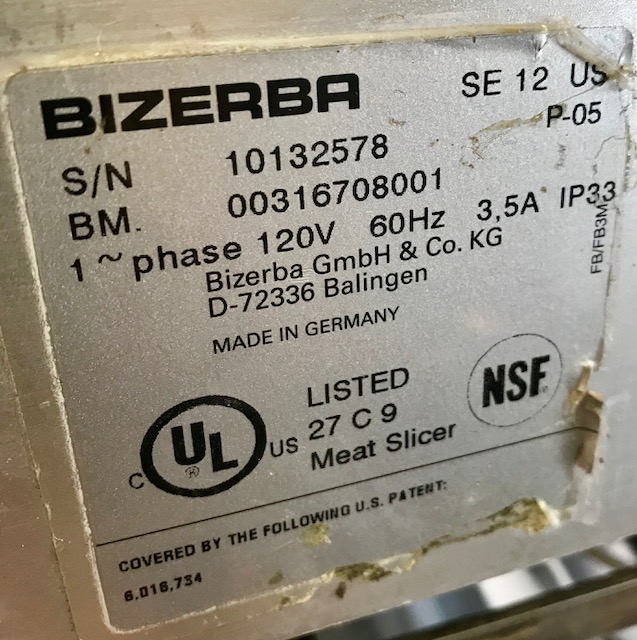 BIZERBA SE 12 US
P-05
S/N 10132578
BM. 00316708001
1 ~ phase 120V 60Hz 3,5A IP33
Bizerba GmbH & Co. KG
D-72336 Balingen
MADE IN GERMANY
FB/FB3M
LISTED
27 C 9
Meat Slicer
C UL US
®
NSF
COVERED BY THE FOLLOWING U.S. PATENT:
6,016,734